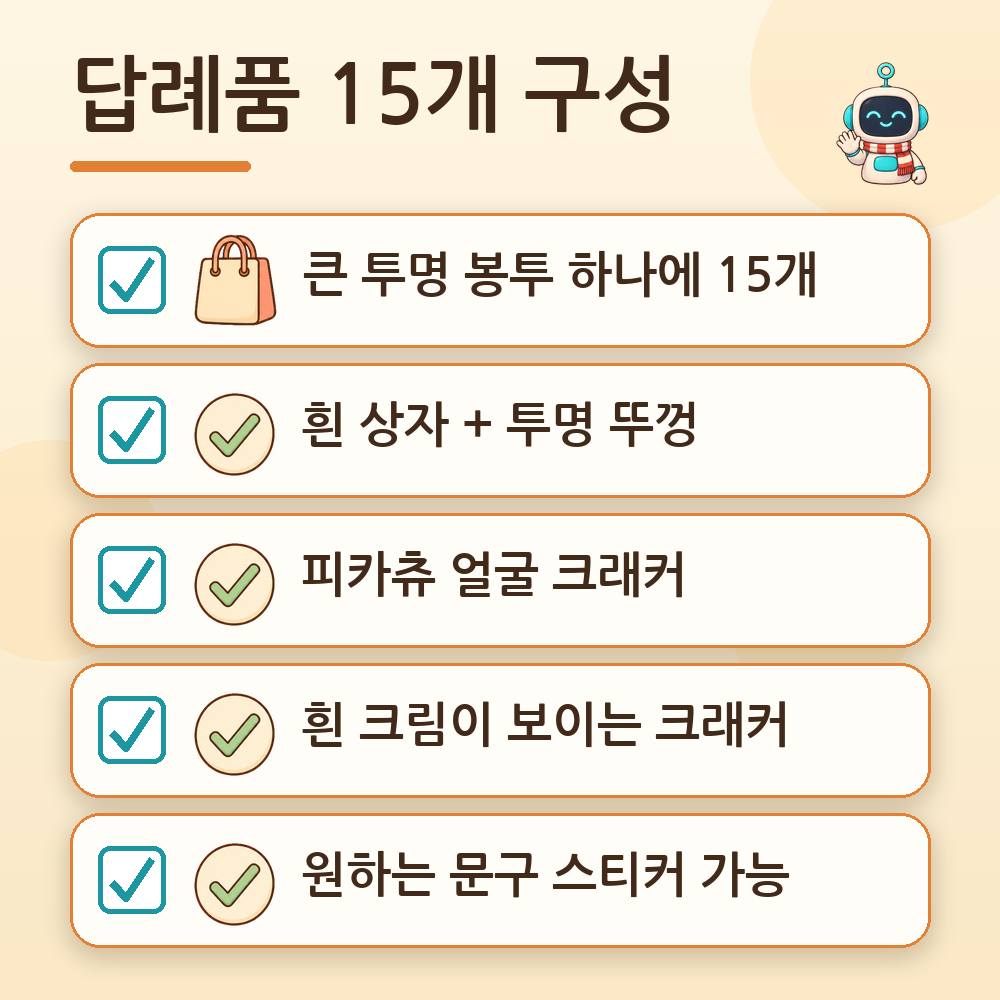 답례품 15개 구성
큰 투명 봉투 하나에 15개
흰 상자 + 투명 뚜껑
피카츄 얼굴 크래커
흰 크림이 보이는 크래커
원하는 문구 스티커 가능